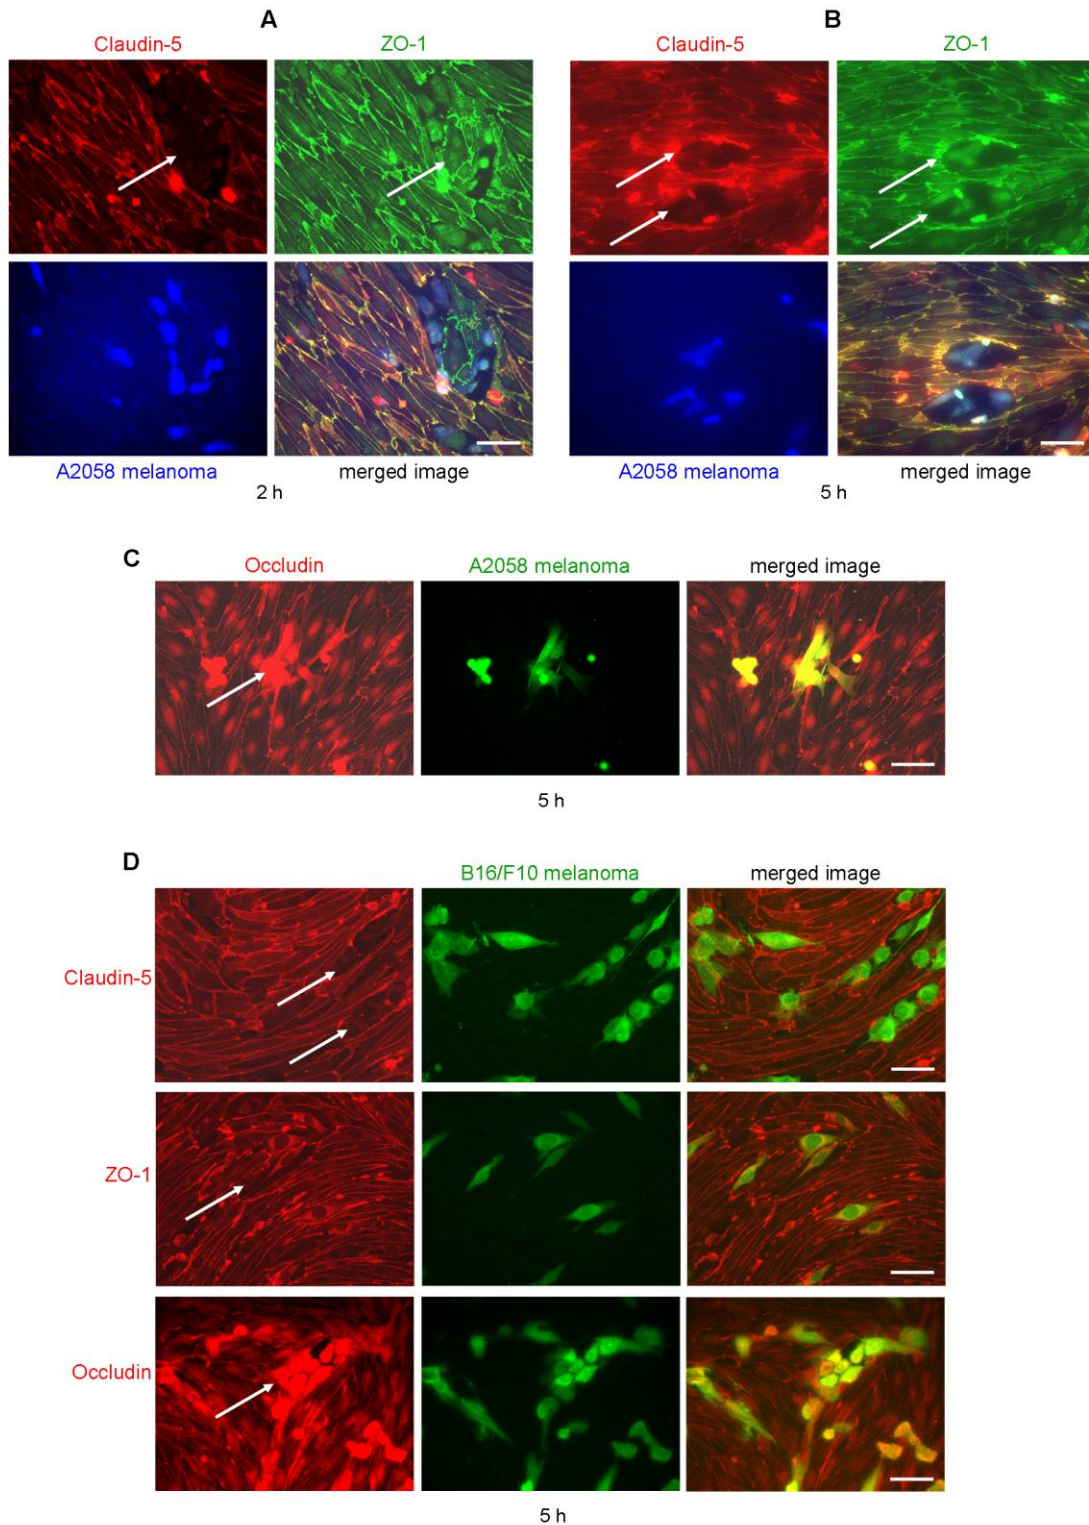 A
B
Claudin-5
ZO-1
Claudin-5
ZO-1
A2058 melanoma
merged image
A2058 melanoma
merged image
2 h
5 h
C
Occludin
A2058 melanoma
merged image
5 h
D
B16/F10 melanoma
merged image
Claudin-5
ZO-1
Occludin
5 h